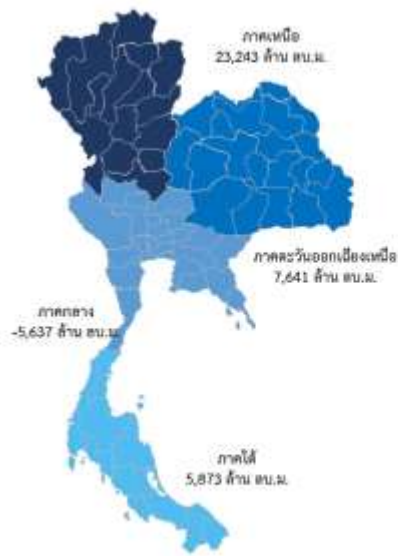 ภาคเหนือ
23,243 ล้าน ลบ.ม.
ภาคตะวันออกเฉียงเหนือ
7,641 ล้าน ลบ.ม.
ภาคกลาง
-5,637 ล้าน ลบ.ม.
ภาคใต้
5,873 ล้าน ลบ.ม.